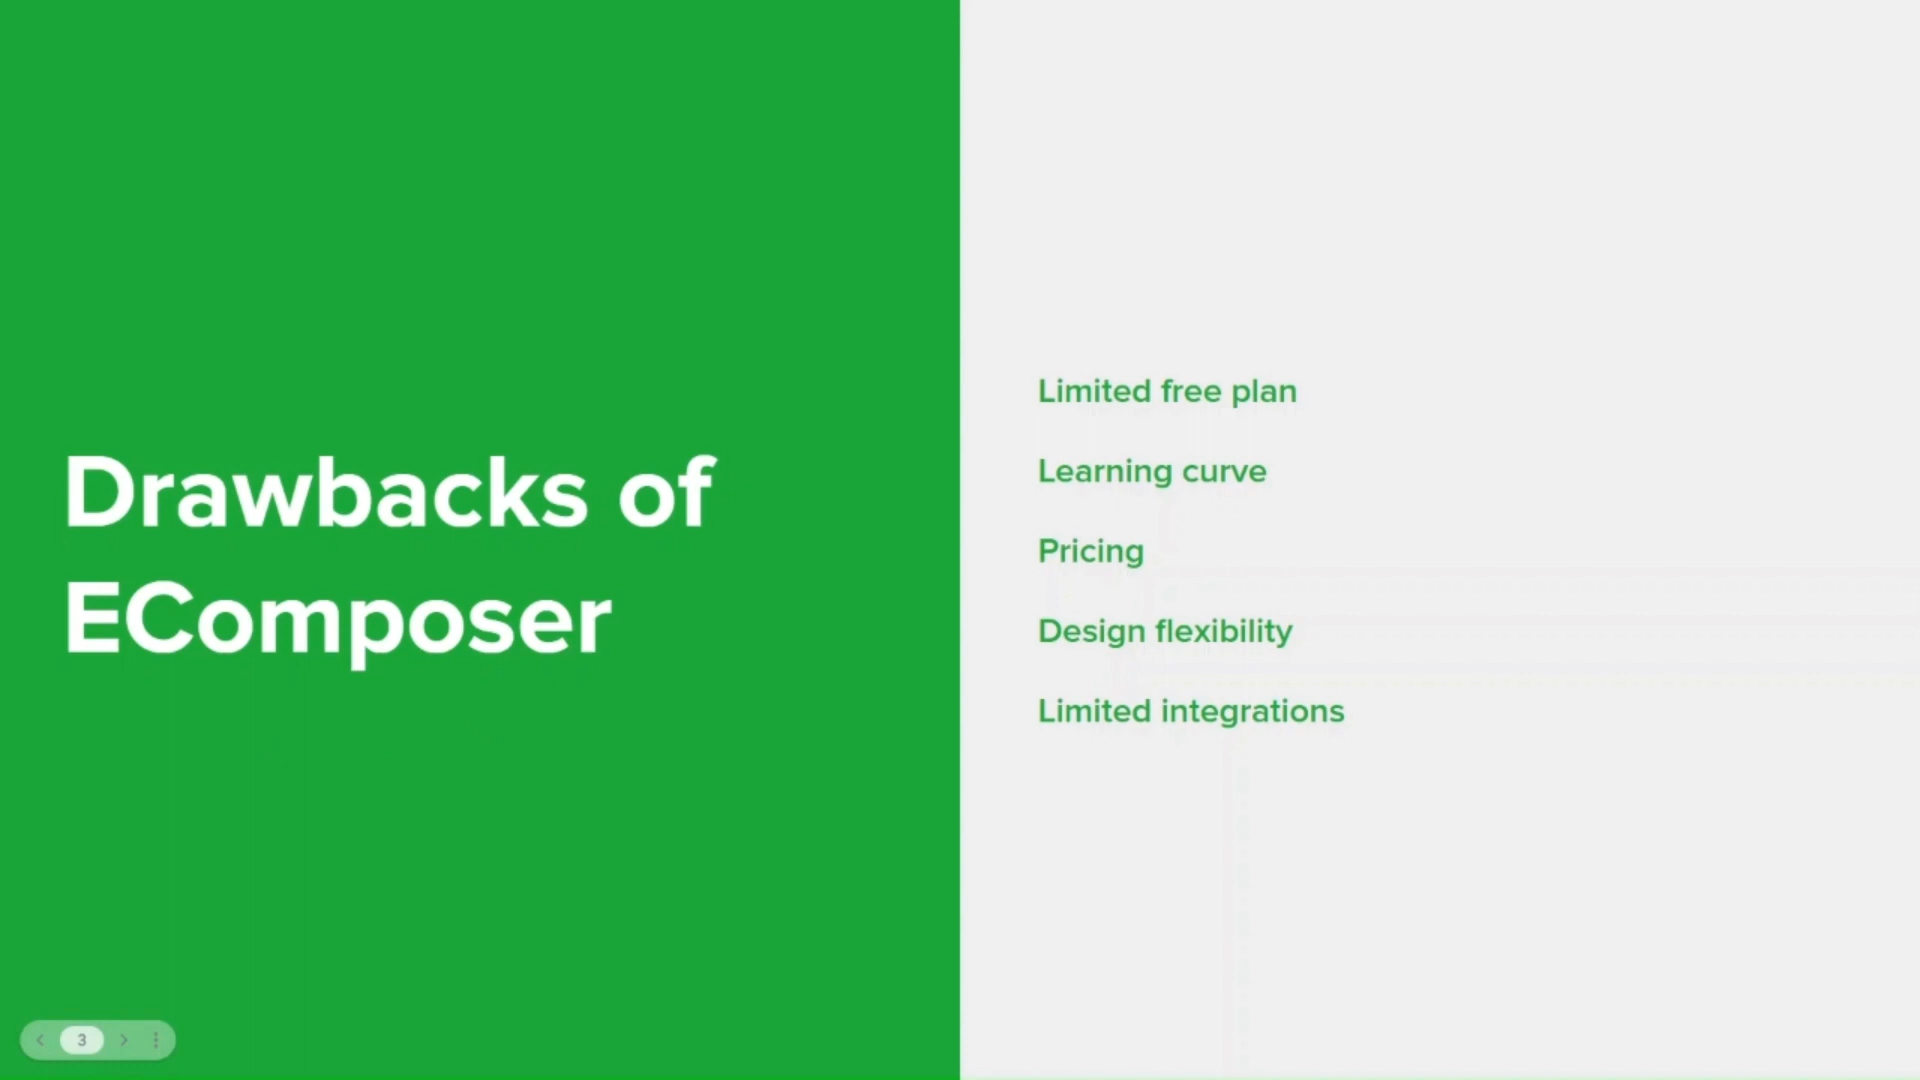 Drawbacks of
EComposer
Limited free plan
Learning curve
Pricing
Design flexibility
Limited integrations
3